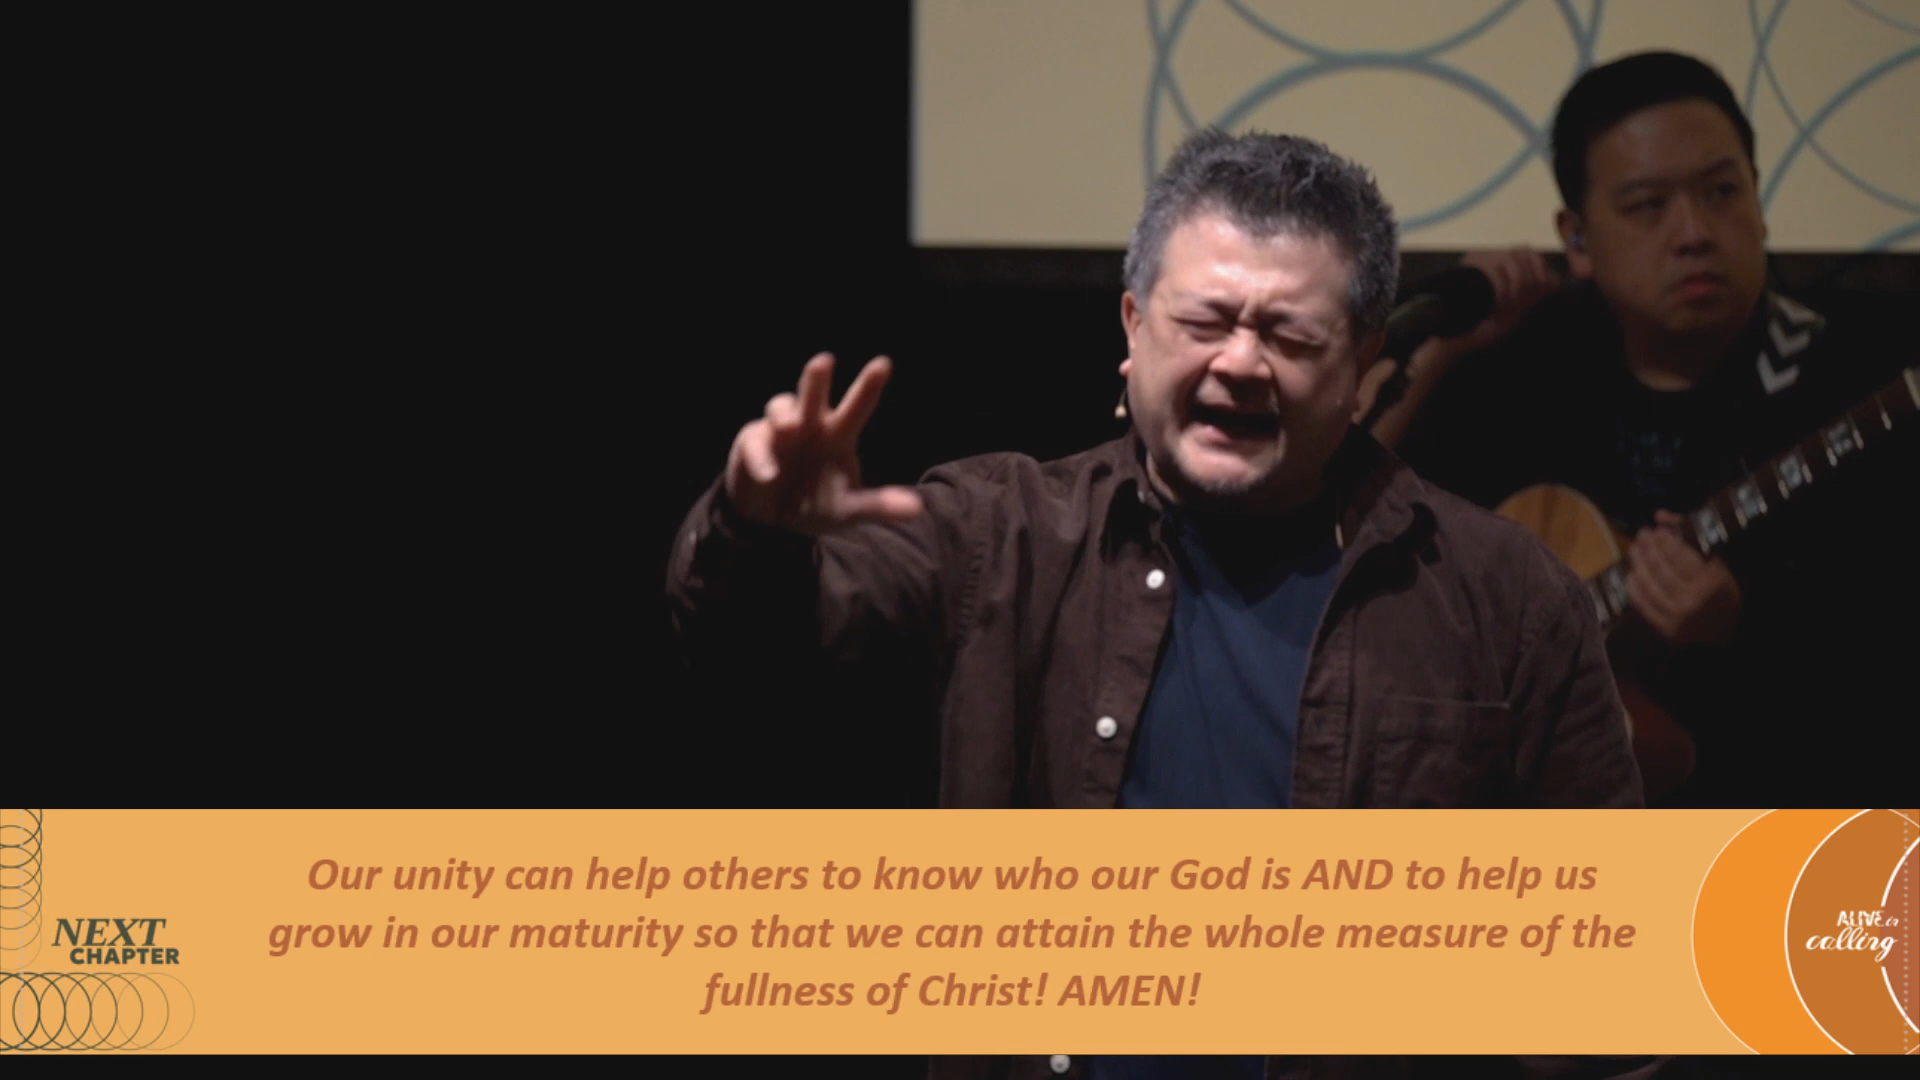 Our unity can help others to know who our God is AND to help us
grow in our maturity so that we can attain the whole measure of the
fullness of Christ! AMEN!
NEXT
CHAPTER
ALIVE in
calling